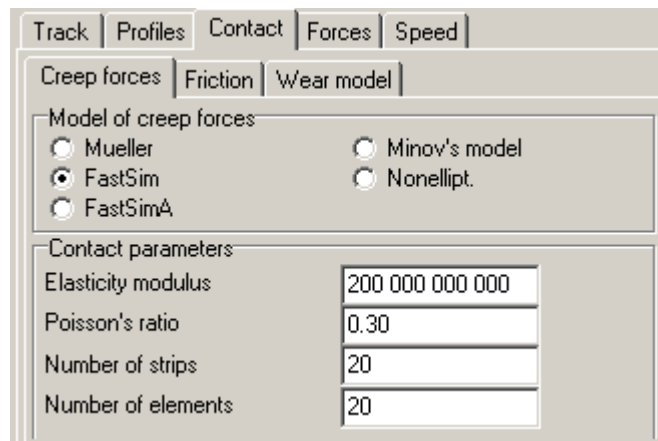 Track Profiles Contact Forces Speed
Creep forces Friction Wear model
Model of creep forces
Mueller Minov's model
FastSim Nonellipt.
FastSimA
Contact parameters
Elasticity modulus 200 000 000 000
Poisson's ratio 0.30
Number of strips 20
Number of elements 20